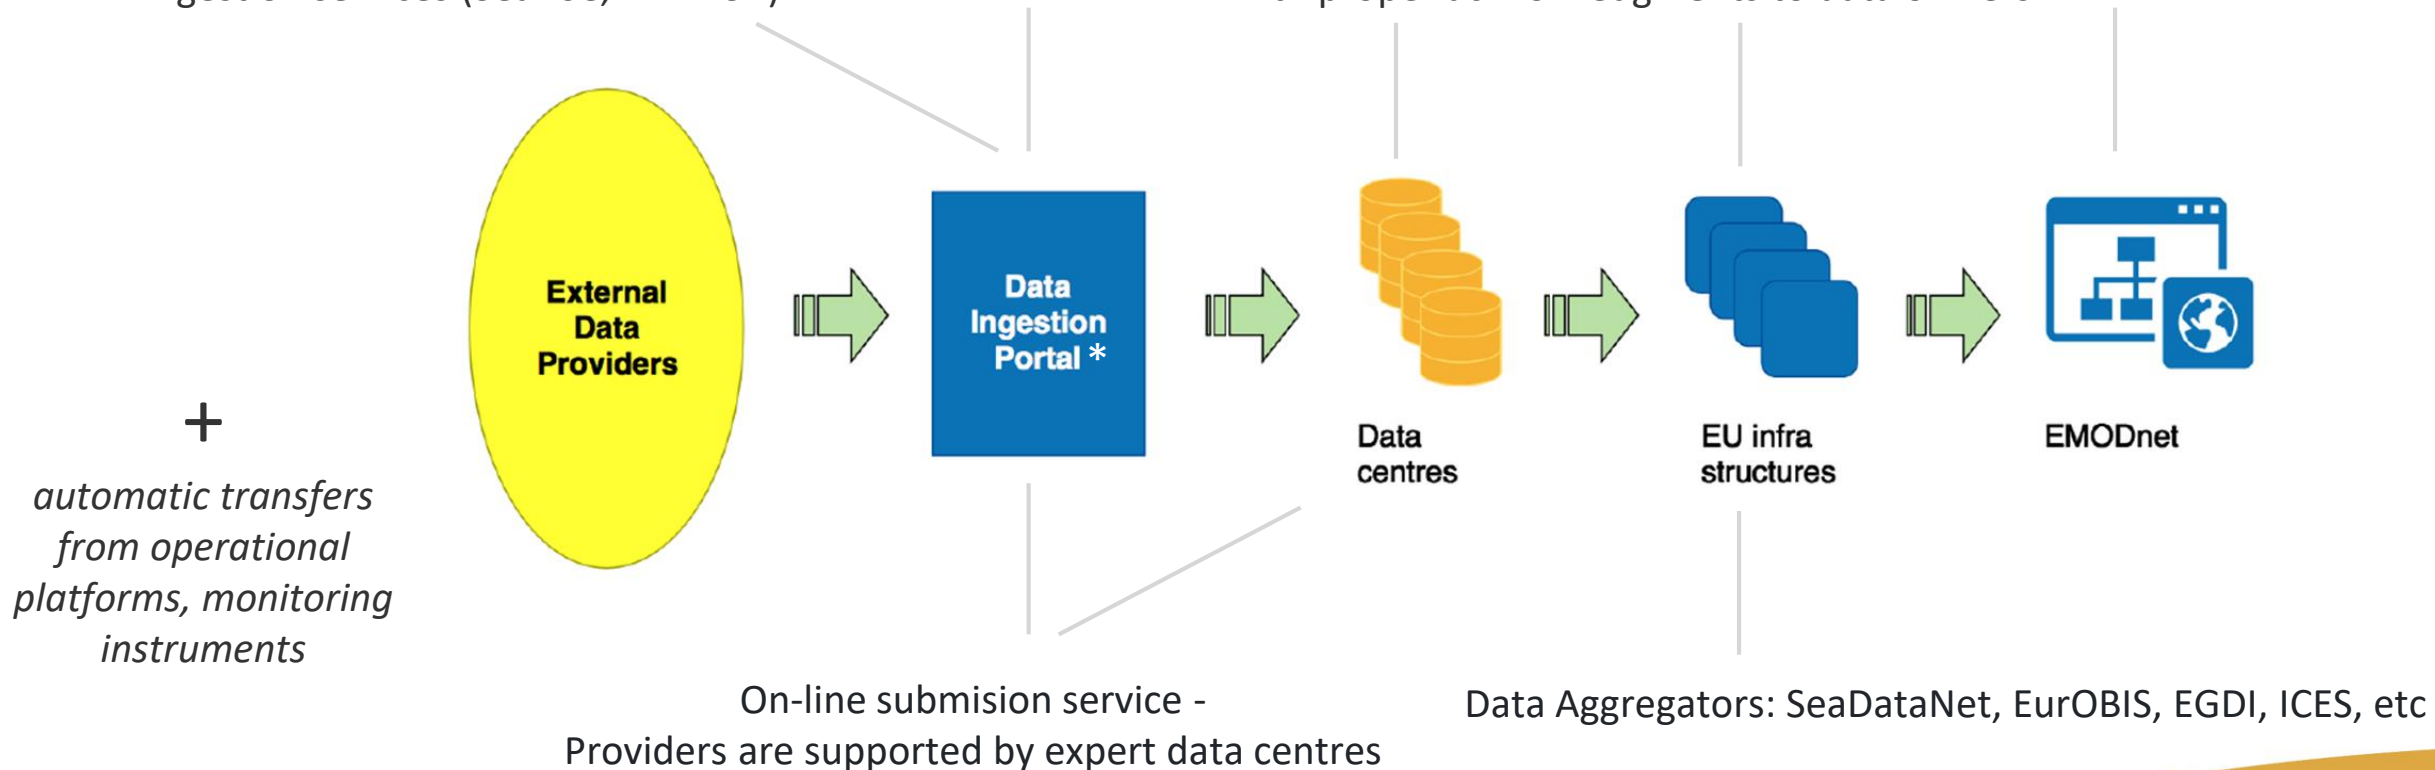 External
Data
Providers
Data
Ingestion
Portal *
Data
centres
EU infra
structures
EMODnet
+
automatic transfers
from operational
platforms, monitoring
instruments
On-line submision service -
Providers are supported by expert data centres
Data Aggregators: SeaDataNet, EurOBIS, EGDI, ICES, etc